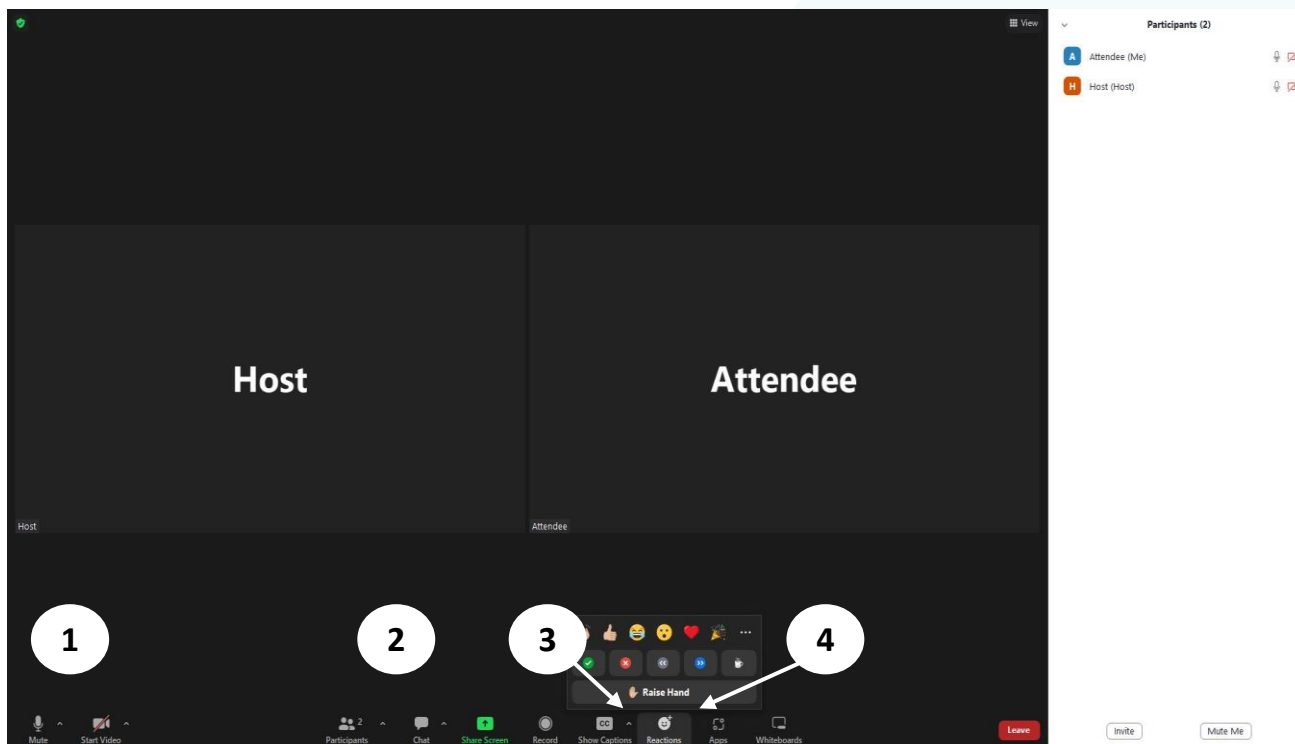 View
Participants (2)
A Attendee (Me)
H Host (Host)
Host
Attendee
Host
Attendee
1
2
3
4
Raise Hand
2
CC
Mute
Start Video
Participants
Chat
Share Screen
Record
Show Captions
Reactions
Apps
Whiteboards
Leave
Invite
Mute Me